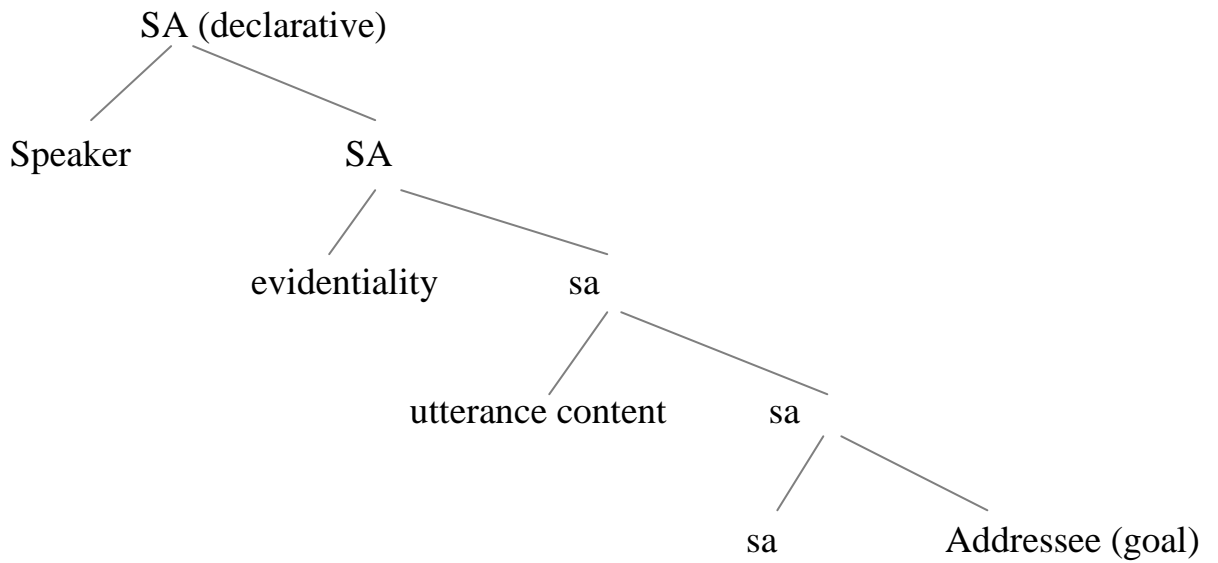 SA (declarative)
Speaker SA
evidentiality sa
utterance content sa
sa Addressee (goal)